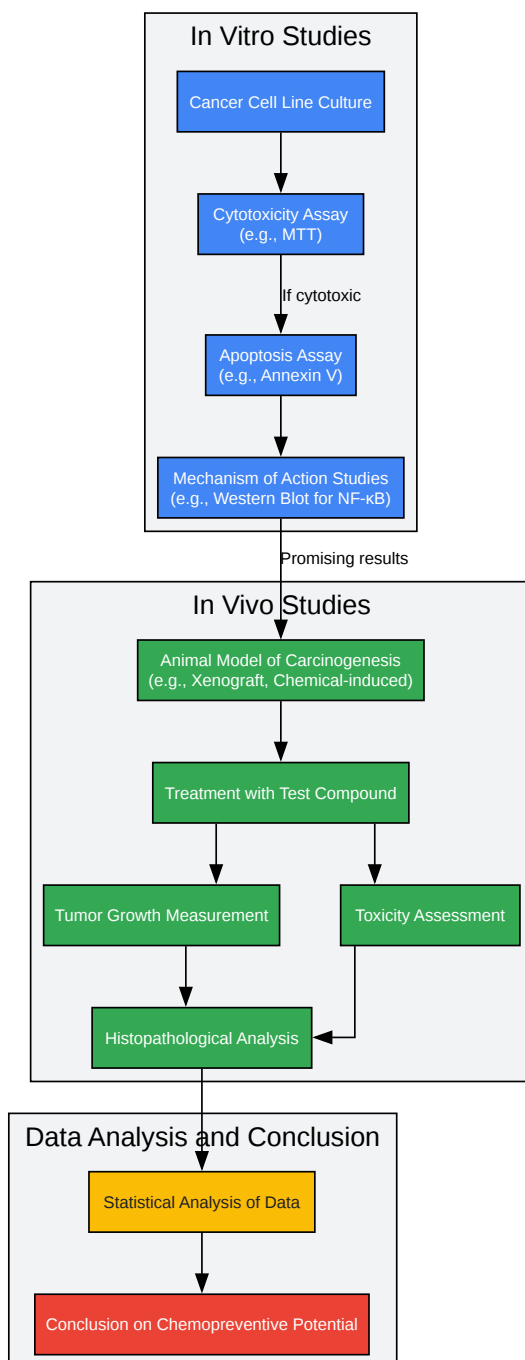 In Vitro Studies
Cancer Cell Line Culture
Cytotoxicity Assay
(e.g., MTT)
If cytotoxic
Apoptosis Assay
(e.g., Annexin V)
Mechanism of Action Studies
(e.g., Western Blot for NF-κB)
Promising results
In Vivo Studies
Animal Model of Carcinogenesis
(e.g., Xenograft, Chemical-induced)
Treatment with Test Compound
Tumor Growth Measurement
Toxicity Assessment
Histopathological Analysis
Data Analysis and Conclusion
Statistical Analysis of Data
Conclusion on Chemopreventive Potential